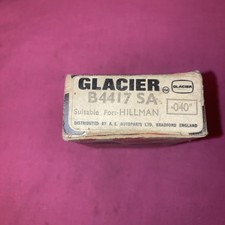 GLACIER
GLACIER
B4417 SA
Suitable For:-HILLMAN
-040"
DISTRIBUTED BY A.E. AUTOPARTS LTD. BRADFORD ENGLAND